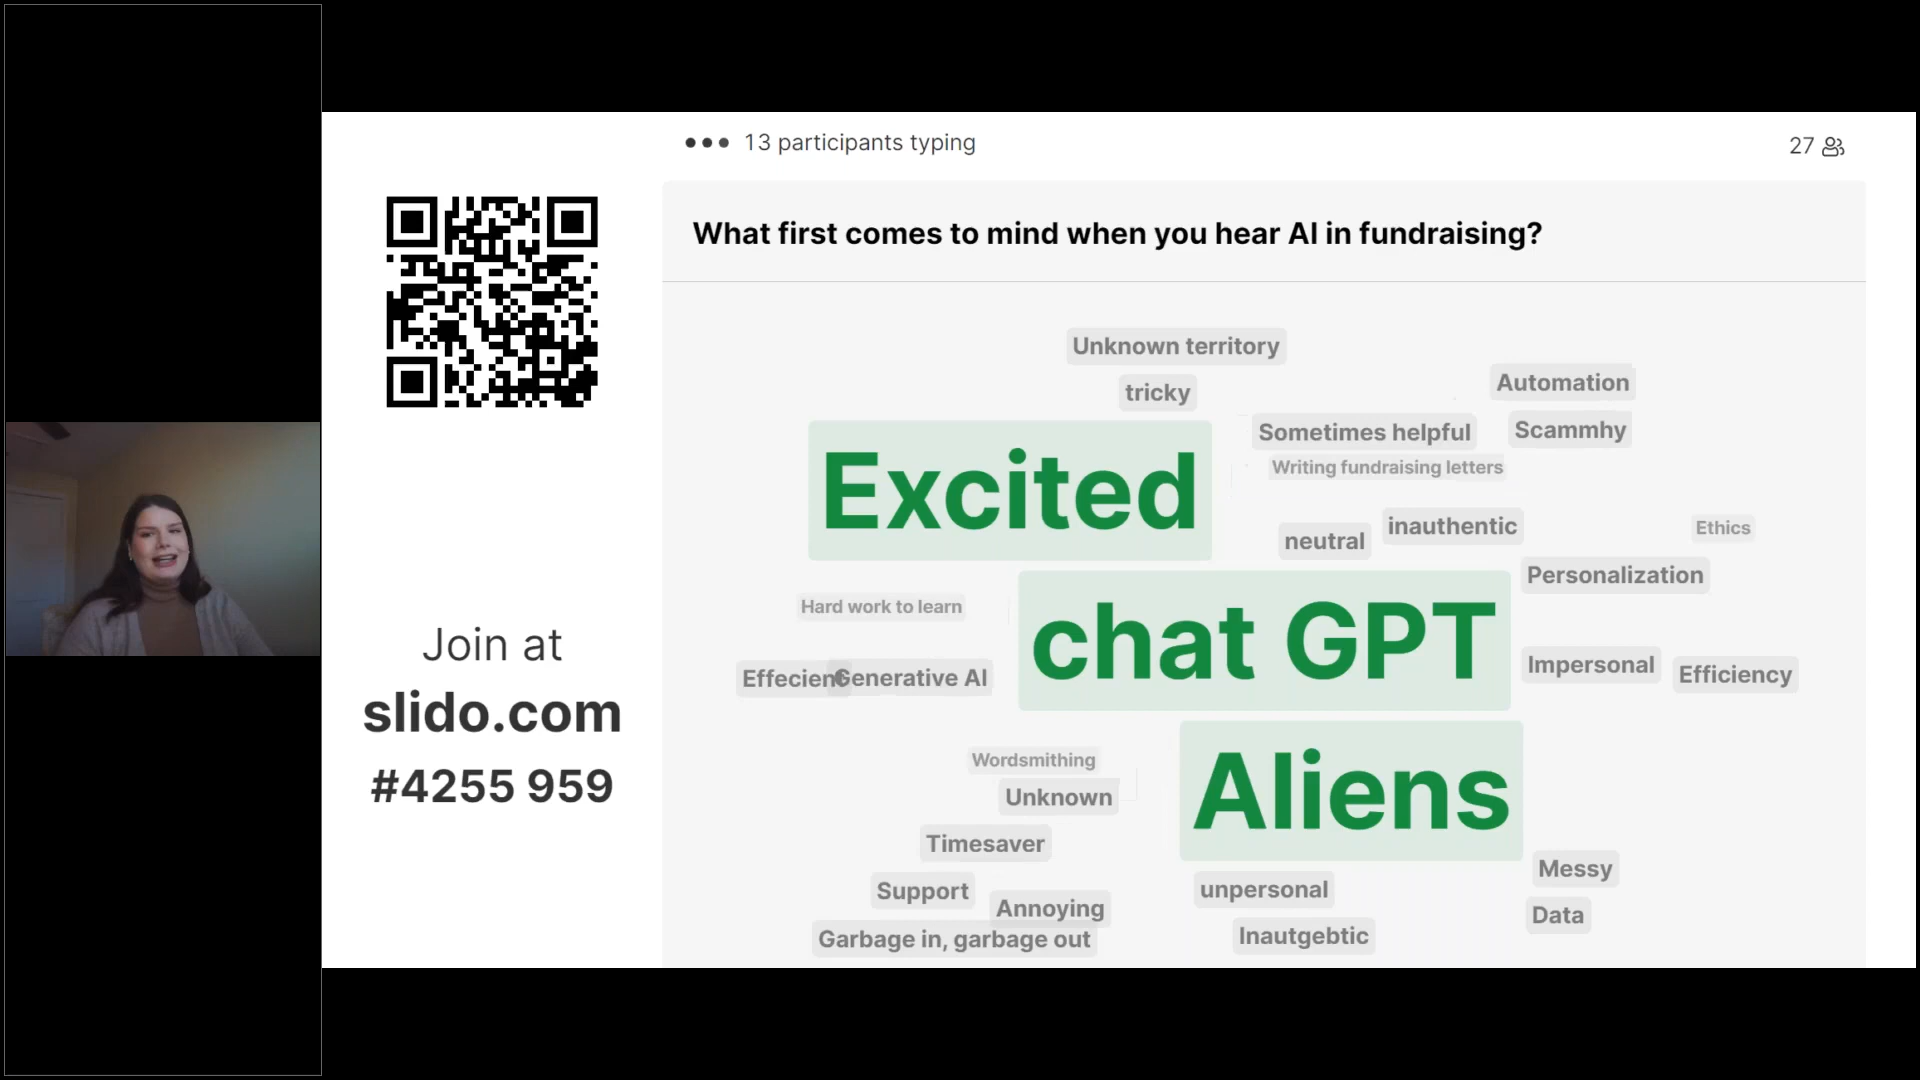 13 participants typing
27
What first comes to mind when you hear AI in fundraising?
Join at
slido.com
#4255 959
Unknown territory
tricky
Automation
Sometimes helpful
Scammhy
Writing fundraising letters
Excited
neutral
inauthentic
Ethics
Personalization
Hard work to learn
chat GPT
Effecient
Generative AI
Impersonal
Efficiency
Wordsmithing
Unknown
Aliens
Timesaver
Messy
Support
Annoying
unpersonal
Data
Garbage in, garbage out
Inautgebtic